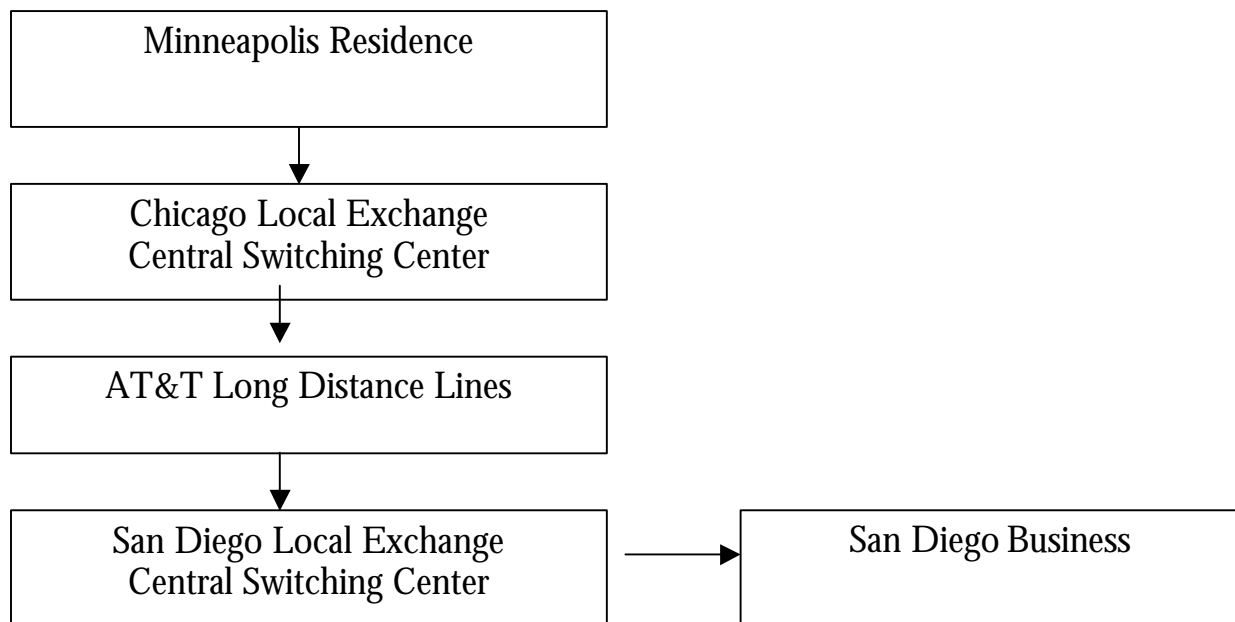 Minneapolis Residence
Chicago Local Exchange
Central Switching Center
AT&T Long Distance Lines
San Diego Local Exchange
Central Switching Center
San Diego Business